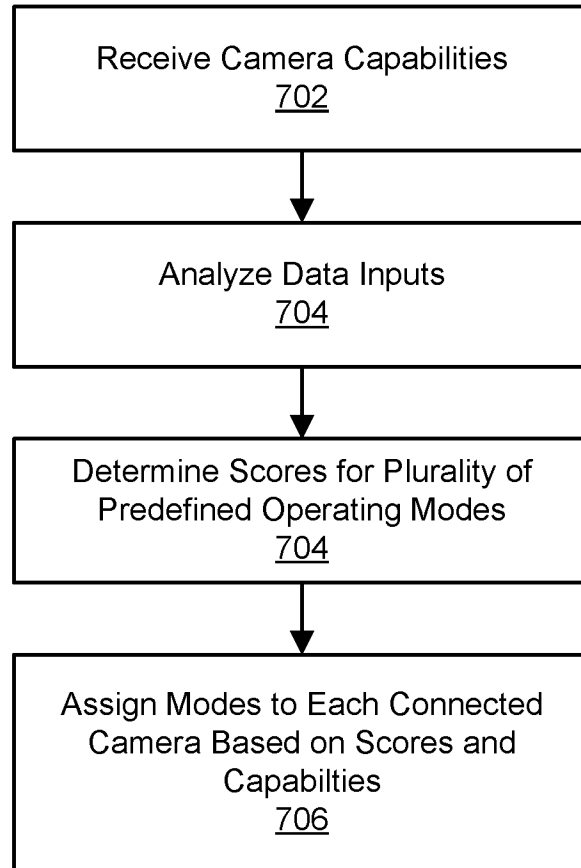 Receive Camera Capabilities
702
Analyze Data Inputs
704
Determine Scores for Plurality of
Predefined Operating Modes
704
Assign Modes to Each Connected
Camera Based on Scores and
Capabilties
706